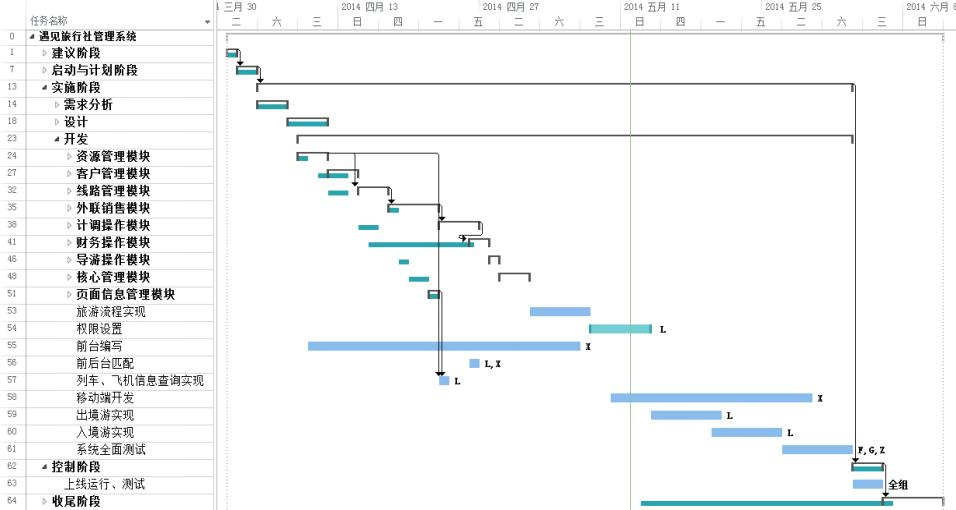 三月 30 2014 四月 13 2014 四月 27 2014 五月 11 2014 五月 25 2014 六月 8
任务名称 二 六 三 日 四 一 五 二 六 三 日 四 一 五 二 六 三 日
0 遇见旅行社管理系统
1 建议阶段
7 启动与计划阶段
13 实施阶段
14 需求分析
18 设计
23 开发
24 资源管理模块
27 客户管理模块
32 线路管理模块
35 外联销售模块
38 计调操作模块
41 财务操作模块
46 导游操作模块
48 核心管理模块
51 页面信息管理模块
53 旅游流程实现
54 权限设置 L
55 前台编写 X
56 前后台匹配 L,X
57 列车、飞机信息查询实现 L
58 移动端开发 X
59 出境游实现 L
60 入境游实现 L
61 系统全面测试 F,G,Z
62 控制阶段
63 上线运行、测试 全组
64 收尾阶段